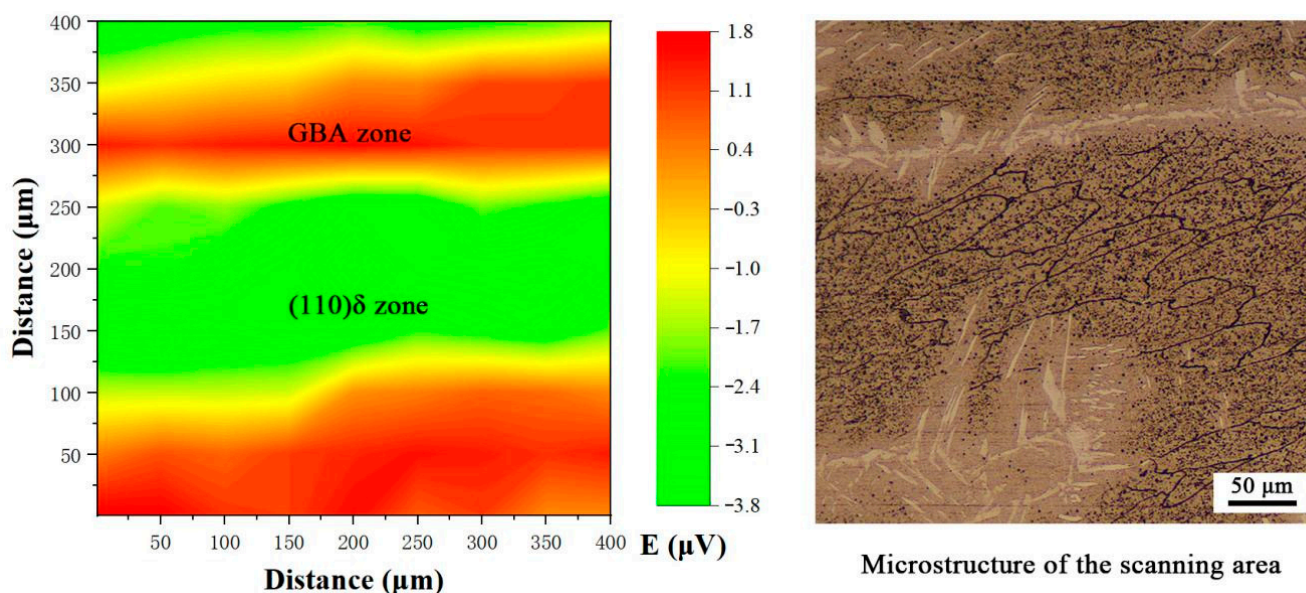 400
350
300
250
200
150
100
50
Distance (μm)
GBA zone
(110)δ zone
50 100 150 200 250 300 350 400
Distance (μm)
1.8
1.1
0.4
−0.3
−1.0
−1.7
−2.4
−3.1
−3.8
E (μV)
50 μm
Microstructure of the scanning area